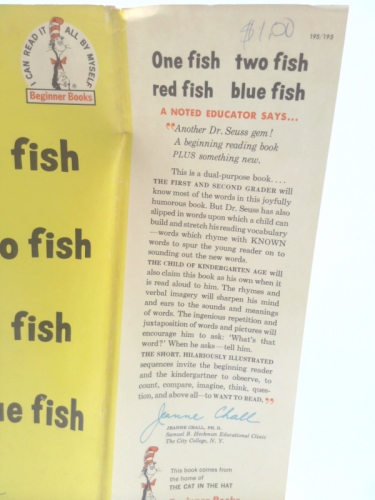 I CAN READ IT ALL BY MYSELF
Beginner Books
fish
o fish
fish
ue fish
$1.00
195/195
One fish two fish
red fish blue fish
A NOTED EDUCATOR SAYS...
"Another Dr. Seuss gem!
A beginning reading book
PLUS something new.
This is a dual-purpose book....
THE FIRST AND SECOND GRADER will
know most of the words in this joyfully
humorous book. But Dr. Seuss has also
slipped in words upon which a child can
build and stretch his reading vocabulary
—words which rhyme with KNOWN
words to spur the young reader on to
sounding out the new words.
THE CHILD OF KINDERGARTEN AGE will
also claim this book as his own when it
is read aloud to him. The rhymes and
verbal imagery will sharpen his mind
and ears to the sounds and meanings
of words. The ingenious repetition and
juxtaposition of words and pictures will
encourage him to ask: 'What's that
word?' When he asks—tell him.
THE SHORT, HILARIOUSLY ILLUSTRATED
sequences invite the beginning reader
and the kindergartner to observe, to
count, compare, imagine, think, ques-
tion, and above all—to WANT TO READ."
Jeanne Chall
JEANNE CHALL, PH. D.
Samuel B. Heckman Educational Clinic
The City College, N. Y.
This book comes from
the home of
THE CAT IN THE HAT
Beginner Books